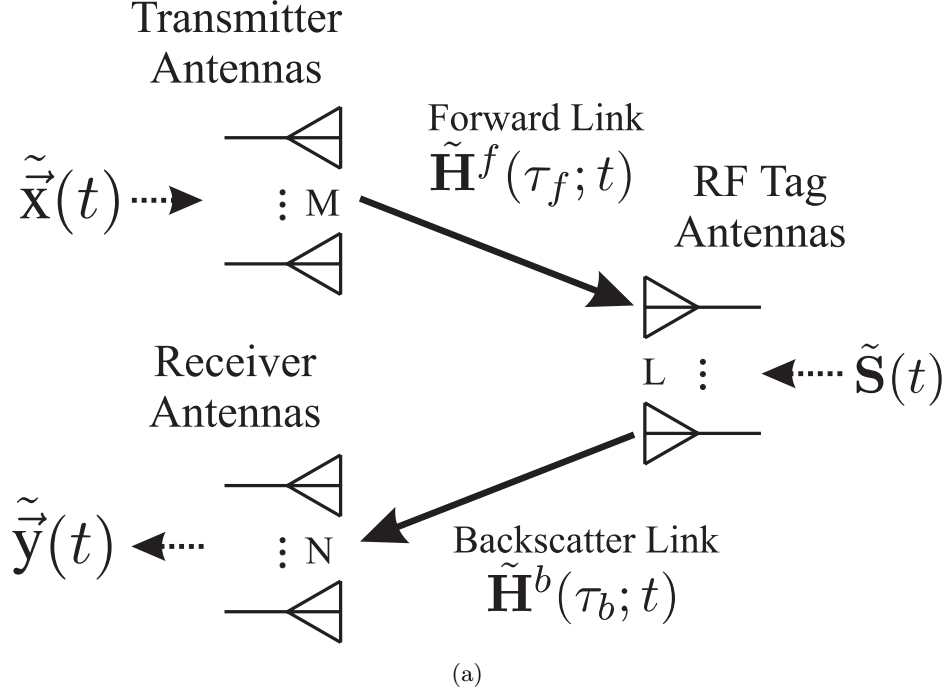 Transmitter
Antennas
Forward Link
H̃ᶠ(τ_f; t)
x̃⃗(t)
⋮ M
RF Tag
Antennas
Receiver
Antennas
L ⋮
S̃(t)
ỹ⃗(t)
⋮ N
Backscatter Link
H̃ᵇ(τ_b; t)
(a)